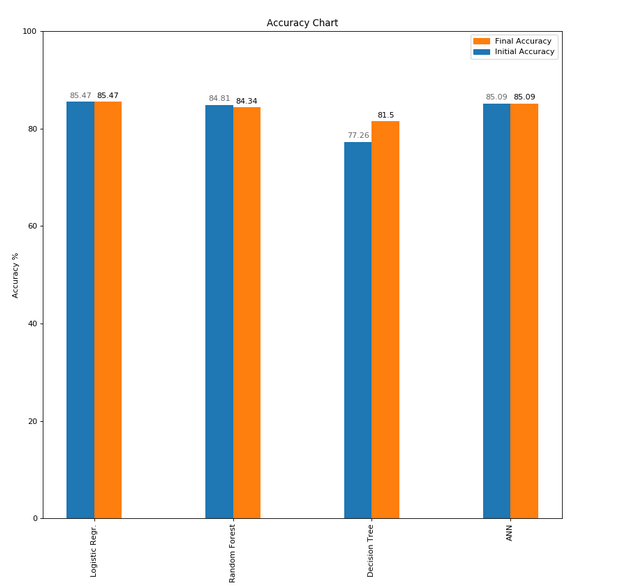 Accuracy Chart
Final Accuracy
Initial Accuracy
100
80
60
40
20
0
Accuracy %
85.47 85.47
84.81 84.34
77.26 81.5
85.09 85.09
Logistic Regr.
Random Forest
Decision Tree
ANN